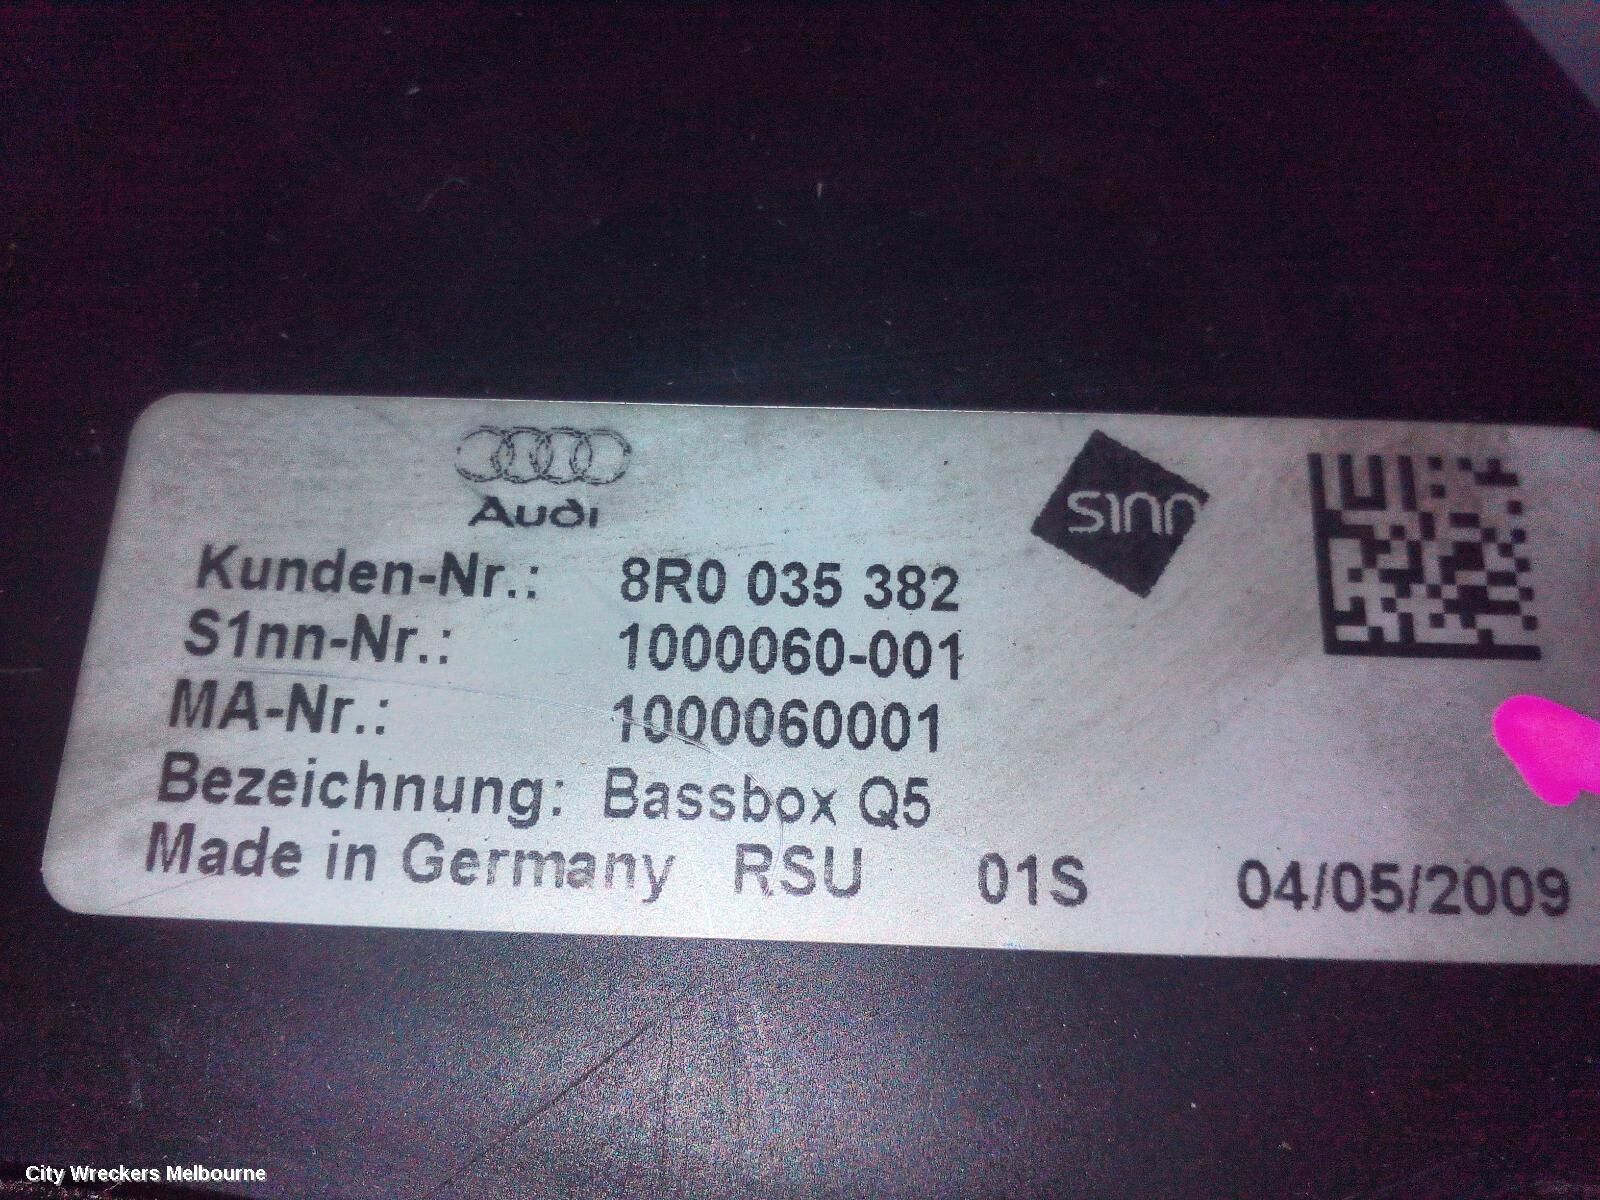 Audi
S1nn
Kunden-Nr.: 8R0 035 382
S1nn-Nr.: 1000060-001
MA-Nr.: 1000060001
Bezeichnung: Bassbox Q5
Made in Germany RSU 01S 04/05/2009
City Wreckers Melbourne